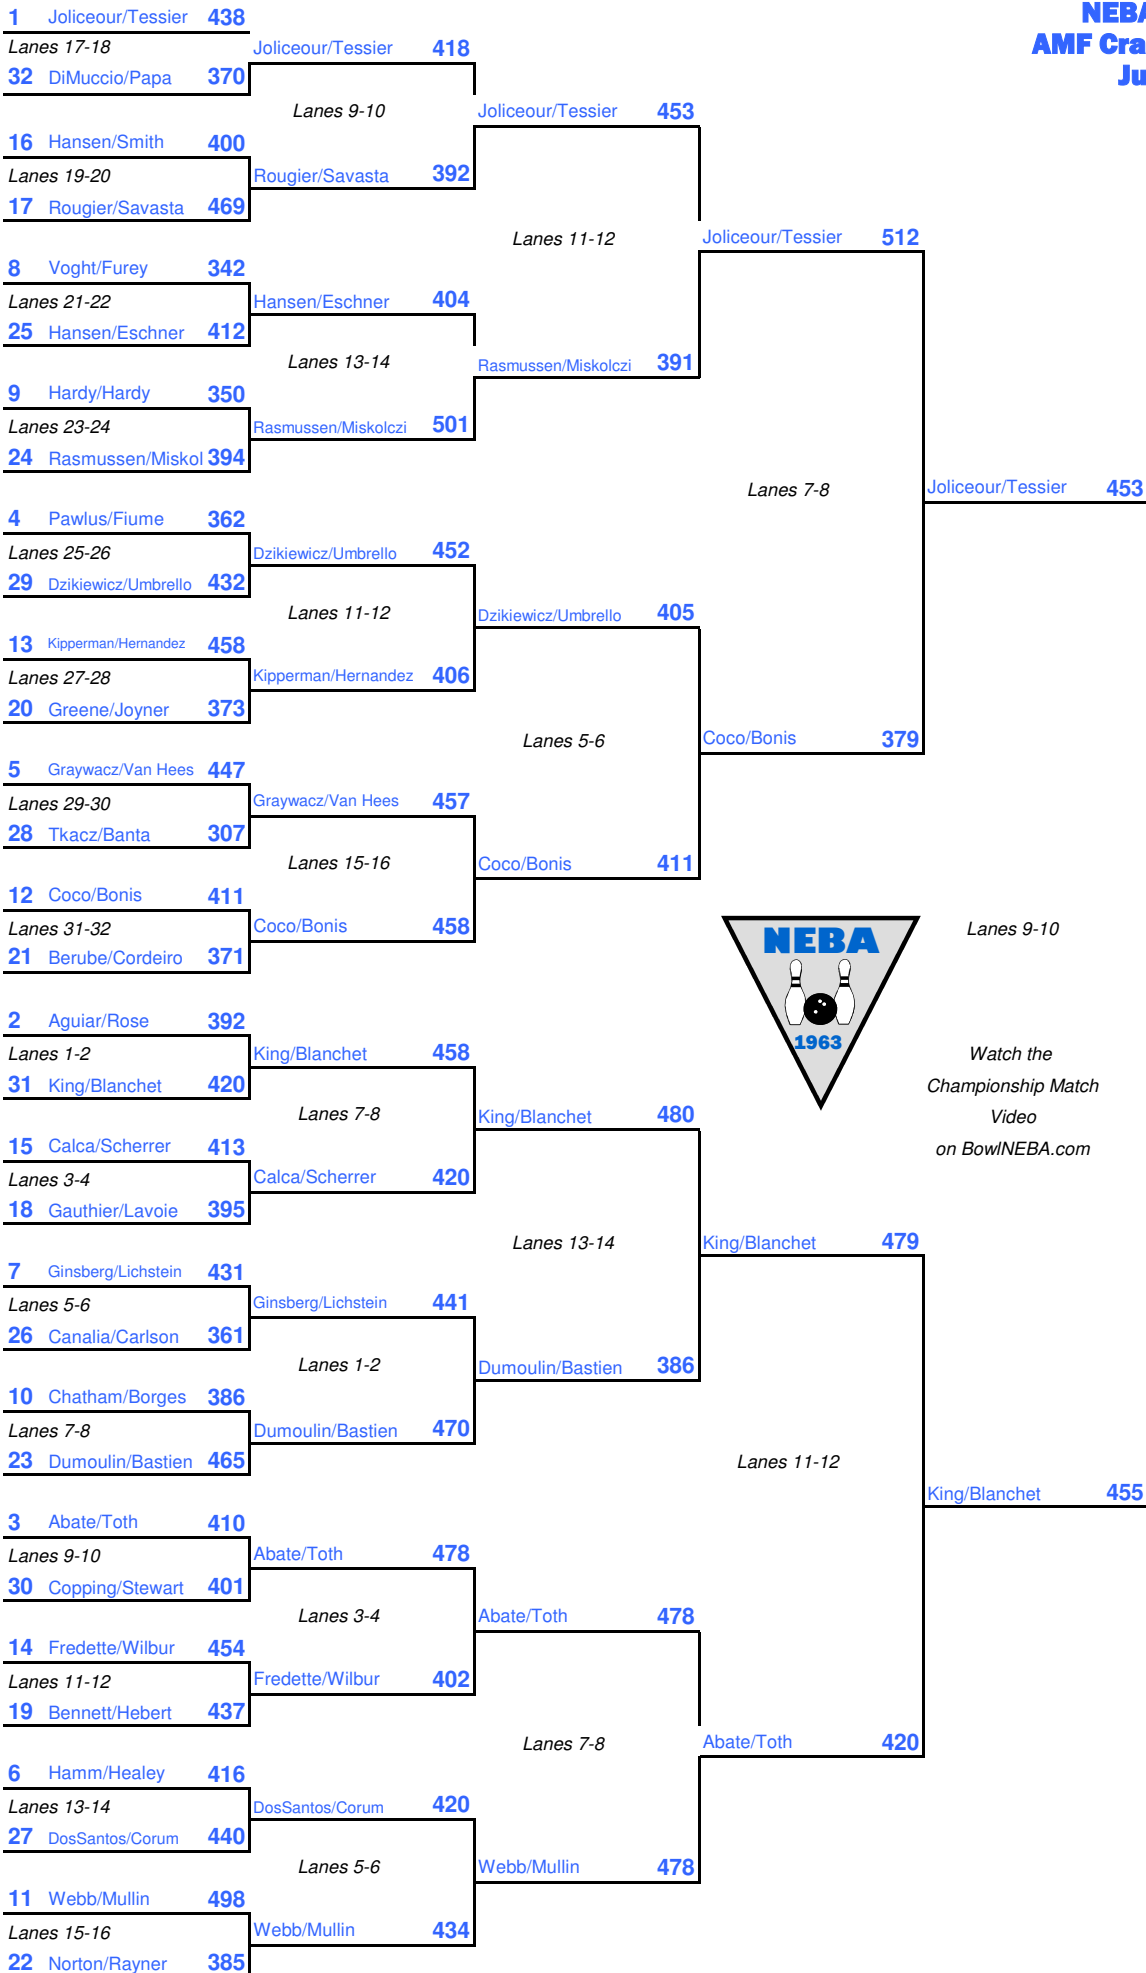 NEBA
AMF Cra
Ju
1 Joliceour/Tessier 438
Lanes 17-18
32 DiMuccio/Papa 370
16 Hansen/Smith 400
Lanes 19-20
17 Rougier/Savasta 469
8 Voght/Furey 342
Lanes 21-22
25 Hansen/Eschner 412
9 Hardy/Hardy 350
Lanes 23-24
24 Rasmussen/Miskol 394
4 Pawlus/Fiume 362
Lanes 25-26
29 Dzikiewicz/Umbrello 432
13 Kipperman/Hernandez 458
Lanes 27-28
20 Greene/Joyner 373
5 Graywacz/Van Hees 447
Lanes 29-30
28 Tkacz/Banta 307
12 Coco/Bonis 411
Lanes 31-32
21 Berube/Cordeiro 371
2 Aguiar/Rose 392
Lanes 1-2
31 King/Blanchet 420
15 Calca/Scherrer 413
Lanes 3-4
18 Gauthier/Lavoie 395
7 Ginsberg/Lichstein 431
Lanes 5-6
26 Canalia/Carlson 361
10 Chatham/Borges 386
Lanes 7-8
23 Dumoulin/Bastien 465
3 Abate/Toth 410
Lanes 9-10
30 Copping/Stewart 401
14 Fredette/Wilbur 454
Lanes 11-12
19 Bennett/Hebert 437
6 Hamm/Healey 416
Lanes 13-14
27 DosSantos/Corum 440
11 Webb/Mullin 498
Lanes 15-16
22 Norton/Rayner 385
Joliceour/Tessier 418
Lanes 9-10
Rougier/Savasta 392
Hansen/Eschner 404
Lanes 13-14
Rasmussen/Miskolczi 501
Dzikiewicz/Umbrello 452
Lanes 11-12
Kipperman/Hernandez 406
Graywacz/Van Hees 457
Lanes 15-16
Coco/Bonis 458
King/Blanchet 458
Lanes 7-8
Calca/Scherrer 420
Ginsberg/Lichstein 441
Lanes 1-2
Dumoulin/Bastien 470
Abate/Toth 478
Lanes 3-4
Fredette/Wilbur 402
DosSantos/Corum 420
Lanes 5-6
Webb/Mullin 434
Joliceour/Tessier 453
Lanes 11-12
Rasmussen/Miskolczi 391
Dzikiewicz/Umbrello 405
Lanes 5-6
Coco/Bonis 411
King/Blanchet 480
Lanes 13-14
Dumoulin/Bastien 386
Abate/Toth 478
Lanes 7-8
Webb/Mullin 478
Joliceour/Tessier 512
Lanes 7-8
Coco/Bonis 379
King/Blanchet 479
Lanes 11-12
Abate/Toth 420
Joliceour/Tessier 453
Lanes 9-10
King/Blanchet 455
NEBA
1963
Watch the
Championship Match
Video
on BowlNEBA.com